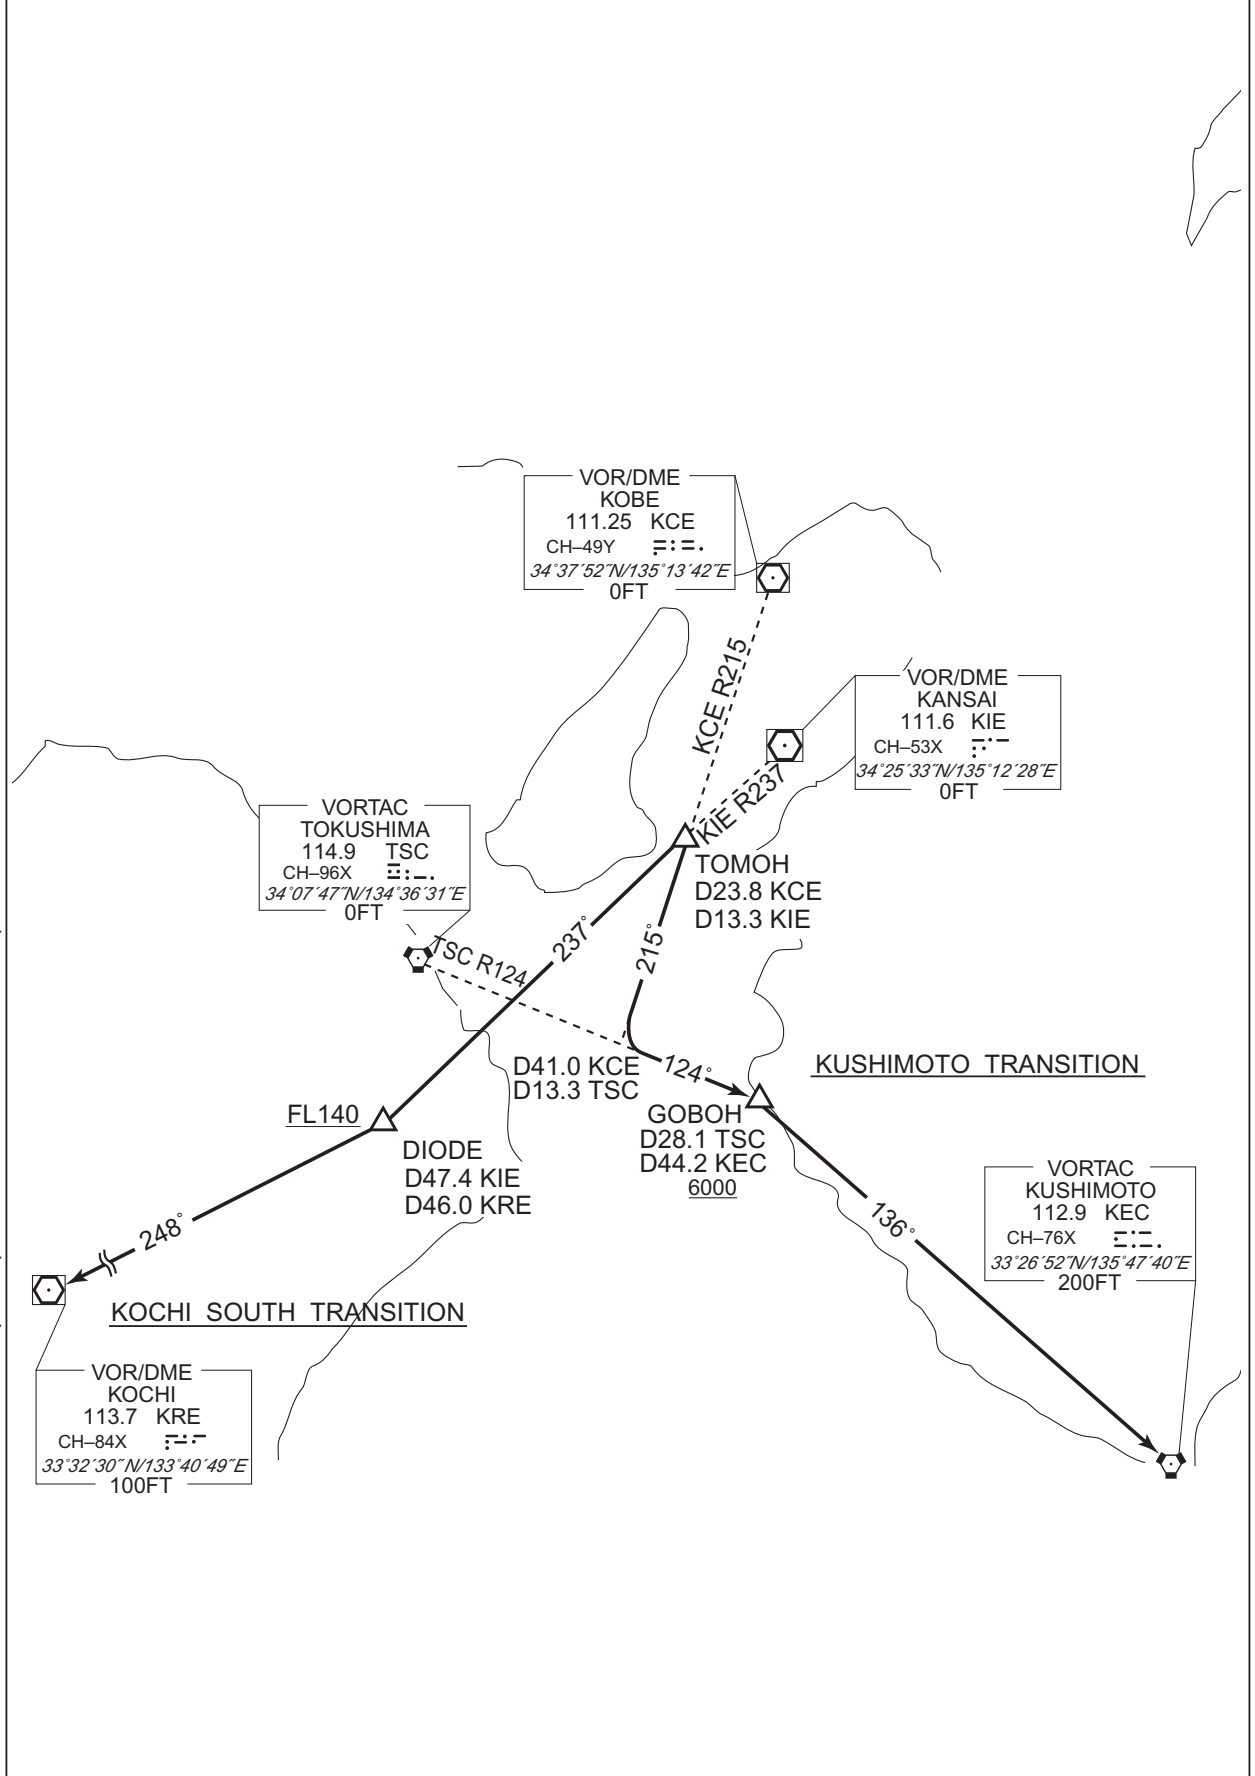 VOR/DME
KOBE
111.25 KCE
CH–49Y
34°37´52˝N/135°13´42˝E
0FT
KCE R215
VOR/DME
KANSAI
111.6 KIE
CH–53X
34°25´33˝N/135°12´28˝E
0FT
KIE R237
VORTAC
TOKUSHIMA
114.9 TSC
CH–96X
34°07´47˝N/134°36´31˝E
0FT
TOMOH
D23.8 KCE
D13.3 KIE
TSC R124
237°
215°
D41.0 KCE
D13.3 TSC
124°
KUSHIMOTO TRANSITION
GOBOH
D28.1 TSC
D44.2 KEC
6000
FL140
DIODE
D47.4 KIE
D46.0 KRE
136°
VORTAC
KUSHIMOTO
112.9 KEC
CH–76X
33°26´52˝N/135°47´40˝E
200FT
248°
KOCHI SOUTH TRANSITION
VOR/DME
KOCHI
113.7 KRE
CH–84X
33°32´30˝N/133°40´49˝E
100FT